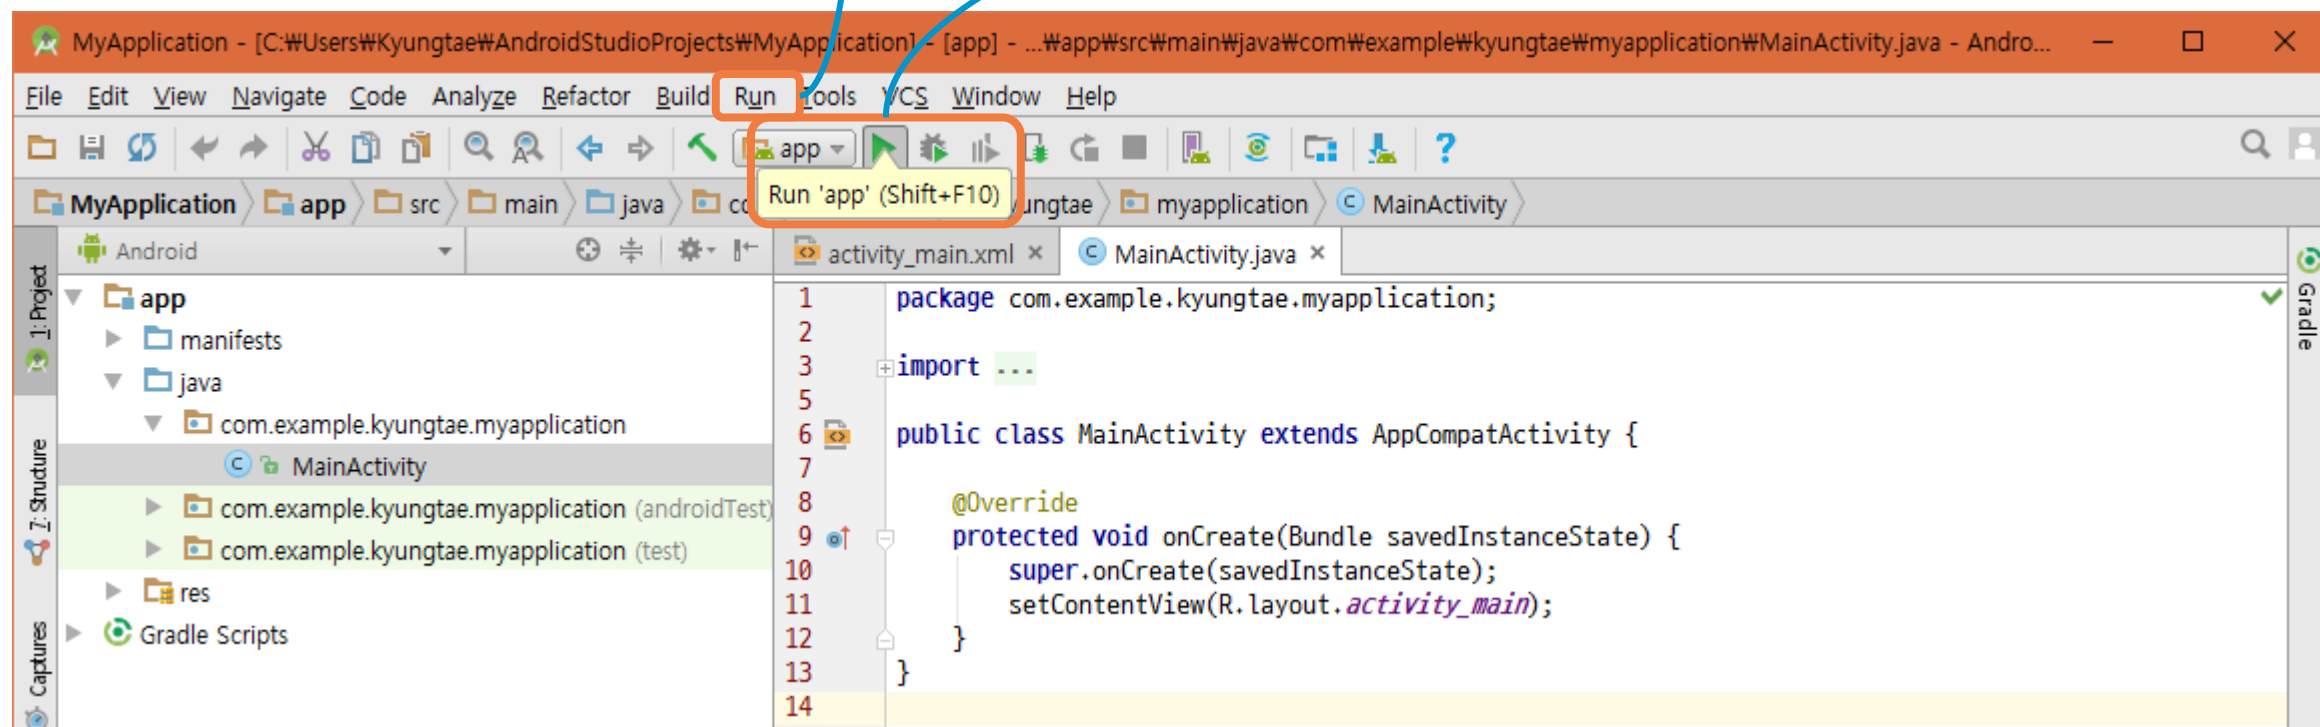 MyApplication - [C:₩Users₩Kyungtae₩AndroidStudioProjects₩MyApplication] - [app] - ...₩app₩src₩main₩java₩com₩example₩kyungtae₩myapplication₩MainActivity.java - Andro...
File Edit View Navigate Code Analyze Refactor Build Run Tools VCS Window Help
app
Run 'app' (Shift+F10)
MyApplication app src main java myapplication MainActivity
Android
activity_main.xml MainActivity.java
1: Project
7: Structure
Captures
app
manifests
java
com.example.kyungtae.myapplication
MainActivity
com.example.kyungtae.myapplication (androidTest)
com.example.kyungtae.myapplication (test)
res
Gradle Scripts
1 package com.example.kyungtae.myapplication;
2
3 import ...
5
6 public class MainActivity extends AppCompatActivity {
7
8 @Override
9 protected void onCreate(Bundle savedInstanceState) {
10 super.onCreate(savedInstanceState);
11 setContentView(R.layout.activity_main);
12 }
13 }
14
Gradle